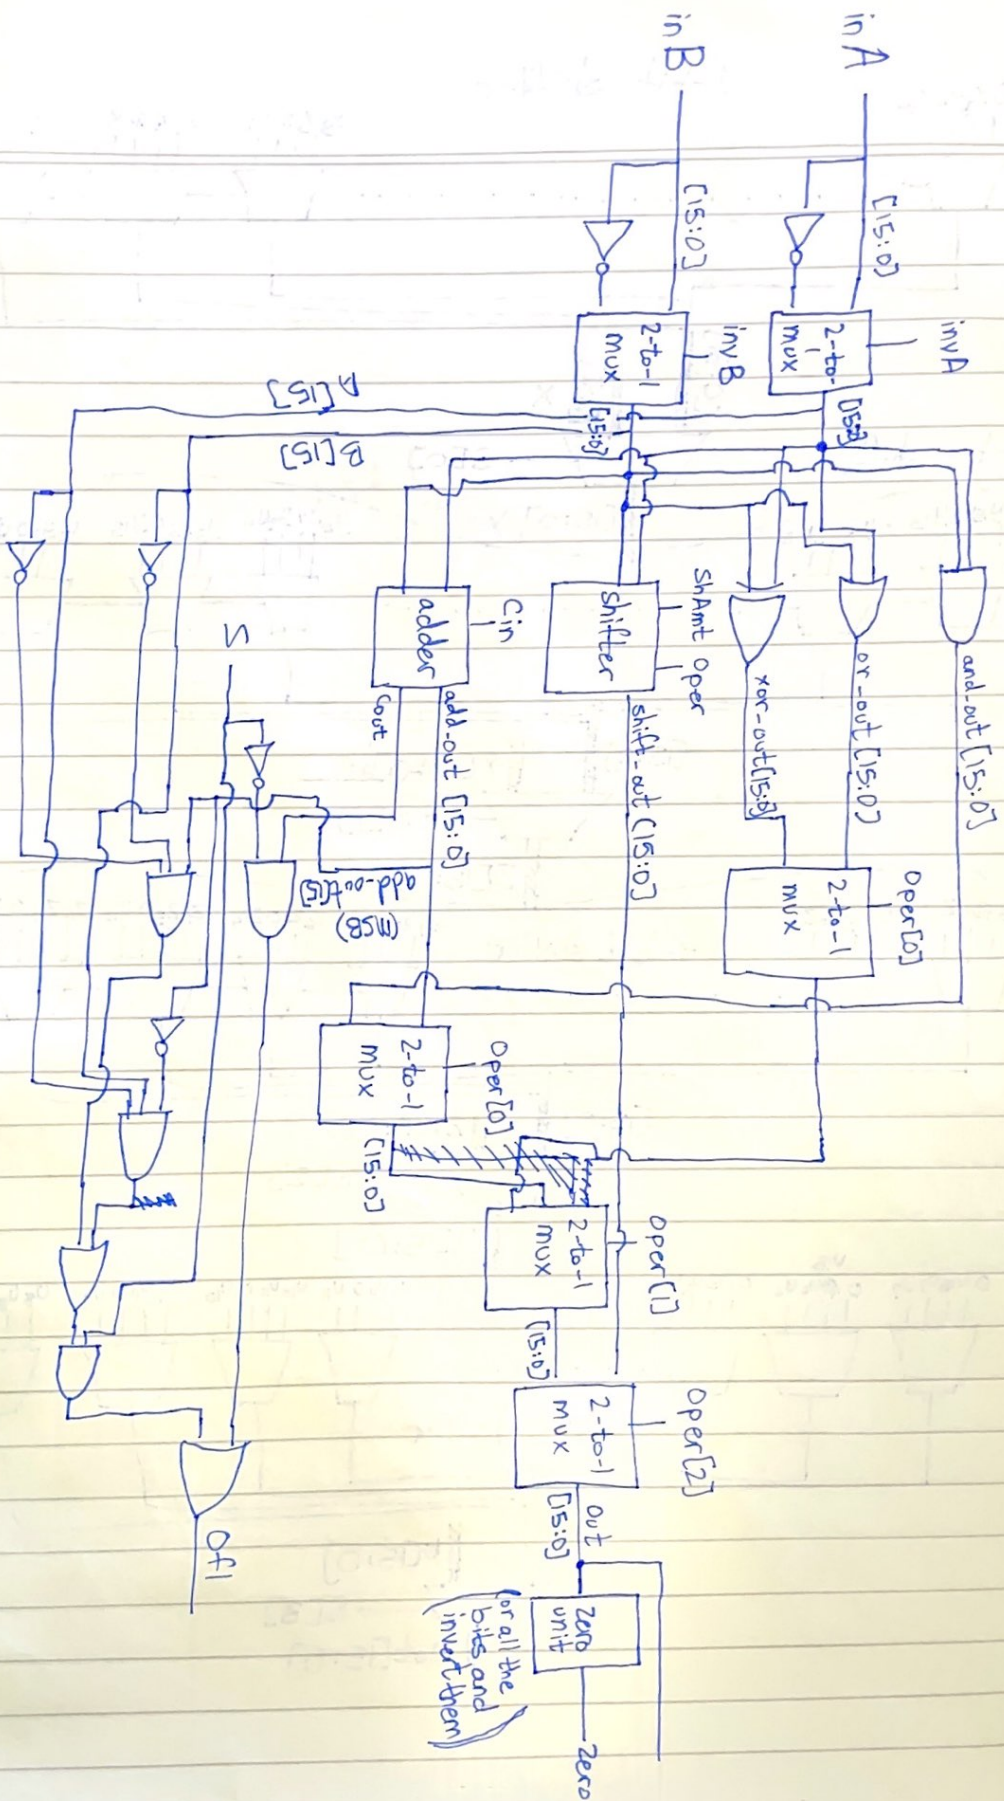 in A
[15:0]
inv A
2-to-1
mux
[15:0]
in B
[15:0]
inv B
2-to-1
mux
[15:0]
A[15]
B[15]
and-out[15:0]
or-out[15:0]
xor-out[15:0]
Oper[0]
2-to-1
mux
ShAmt Oper
shifter
shift-out(15:0]
Cin
adder
add-out [15:0]
Cout
add-out[15]
(MSB)
S
Oper[0]
2-to-1
mux
[15:0]
Oper[1]
2-to-1
mux
[15:0]
Oper[2]
2-to-1
mux
Out
[15:0]
Zero
unit
(or all the
bits and
invert them)
Zero
Ofl